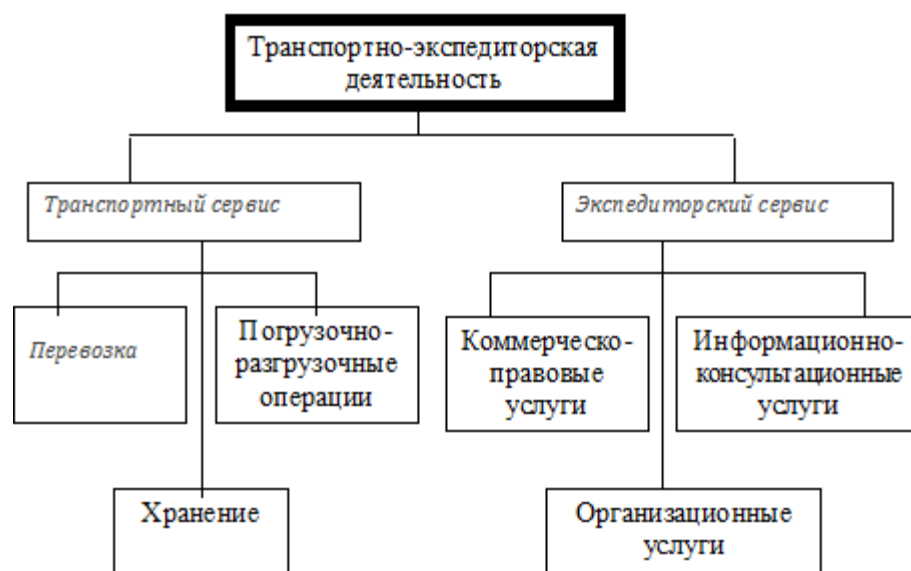 Транспортно-экспедиторская
деятельность
Транспортный сервис
Экспедиторский сервис
Перевозка
Погрузочно-
разгрузочные
операции
Коммерческо-
правовые
услуги
Информационно-
консультационные
услуги
Хранение
Организационные
услуги